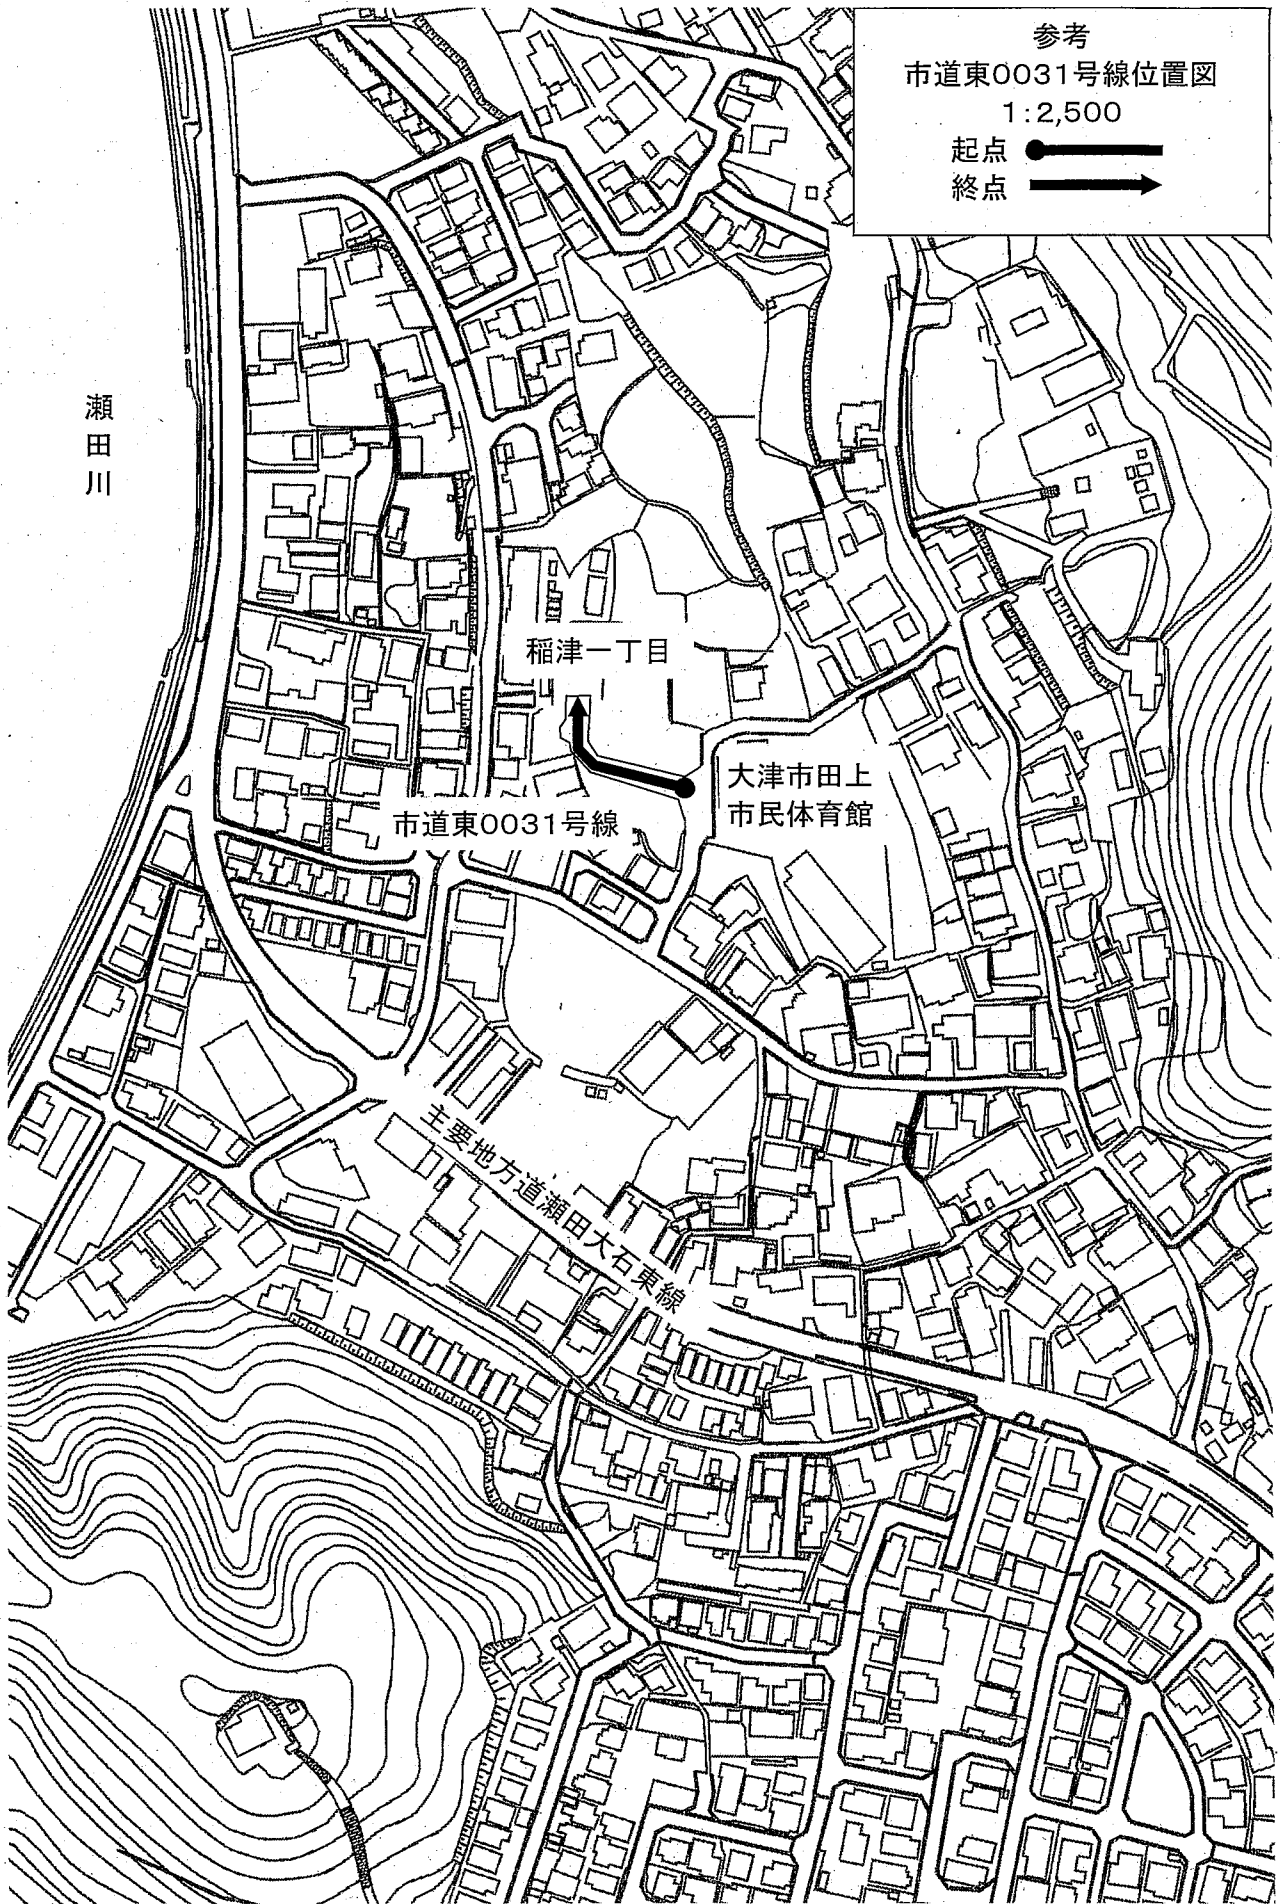 参考
市道東0031号線位置図
1:2,500
起点
終点
瀬田川
稲津一丁目
大津市田上
市民体育館
市道東0031号線
主要地方道瀬田大石東線